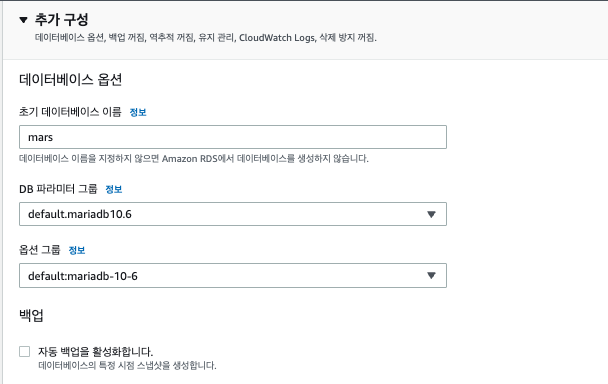 추가 구성
데이터베이스 옵션, 백업 꺼짐, 역추적 꺼짐, 유지 관리, CloudWatch Logs, 삭제 방지 꺼짐.
데이터베이스 옵션
초기 데이터베이스 이름 정보
mars
데이터베이스 이름을 지정하지 않으면 Amazon RDS에서 데이터베이스를 생성하지 않습니다.
DB 파라미터 그룹 정보
default.mariadb10.6
옵션 그룹 정보
default:mariadb-10-6
백업
자동 백업을 활성화합니다.
데이터베이스의 특정 시점 스냅샷을 생성합니다.